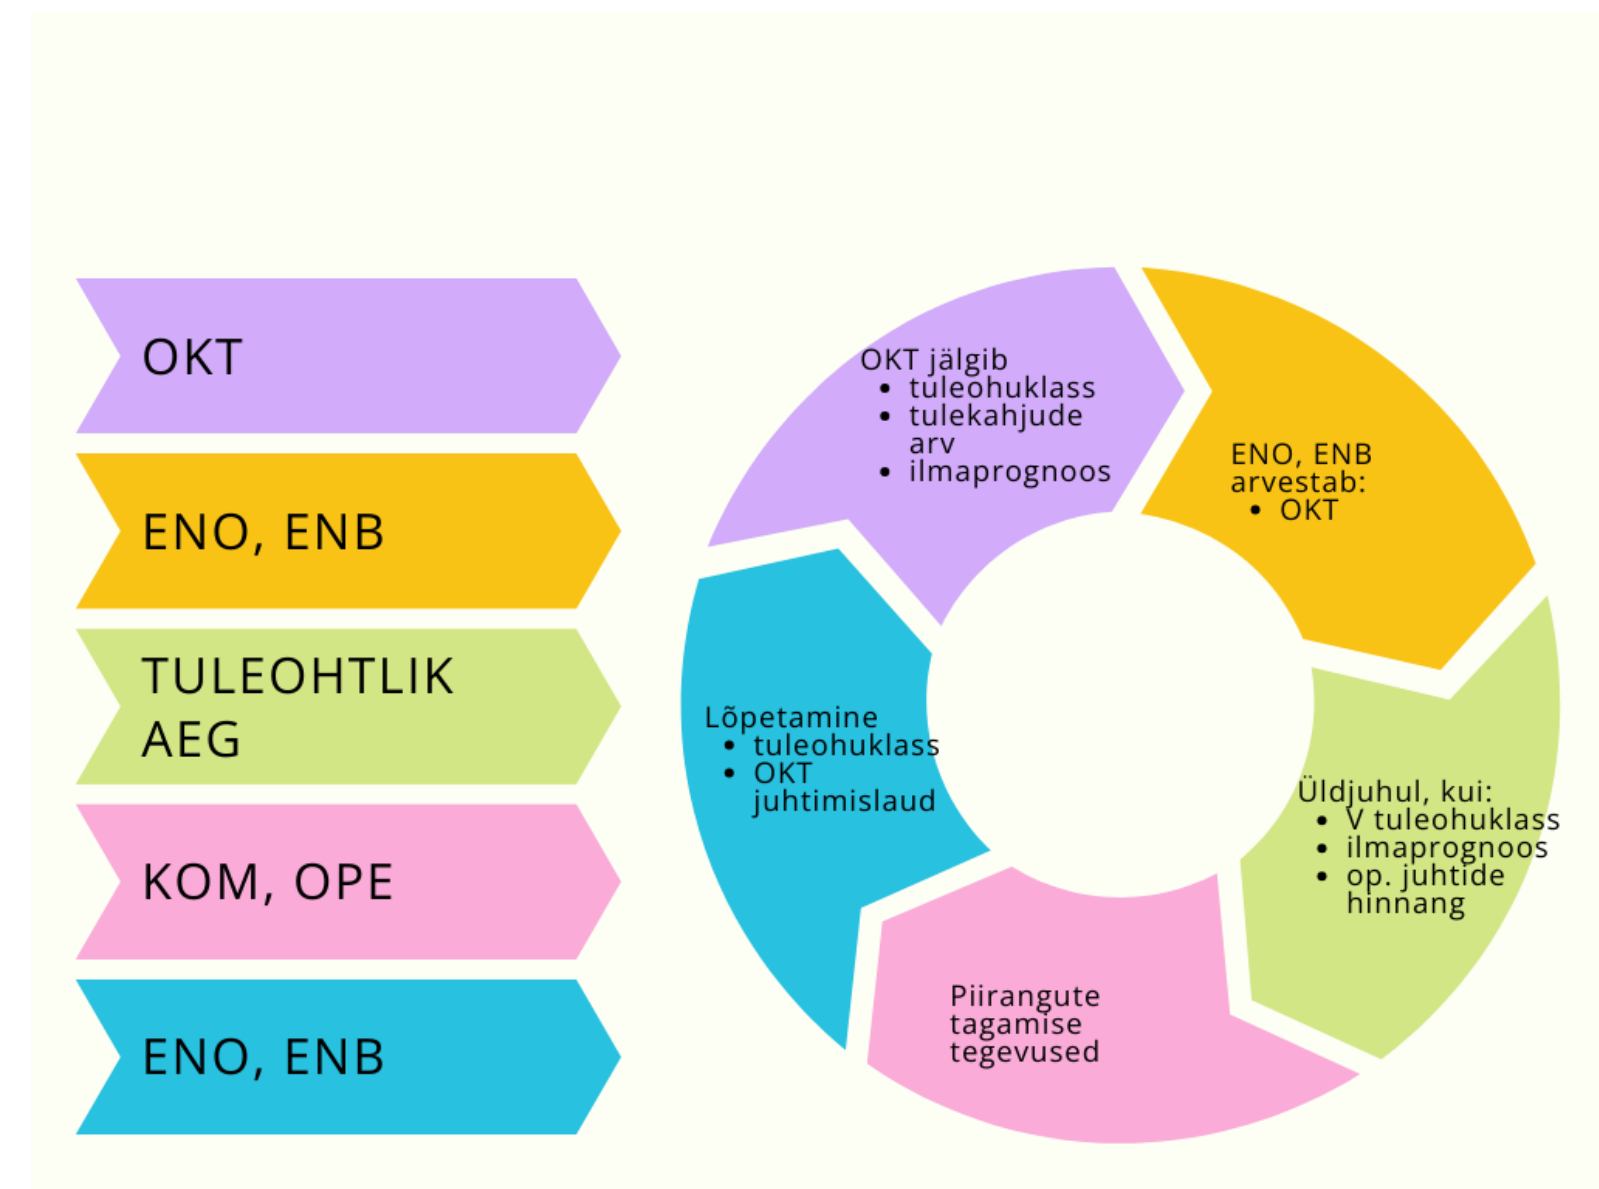 OKT
ENO, ENB
TULEOHTLIK
AEG
KOM, OPE
ENO, ENB
OKT jälgib
• tuleohuklass
• tulekahjude
arv
• ilmaprognoos
ENO, ENB
arvestab:
• OKT
Üldjuhul, kui:
• V tuleohuklass
• ilmaprognoos
• op. juhtide
hinnang
Piirangute
tagamise
tegevused
Lõpetamine
• tuleohuklass
• OKT
juhtimislaud